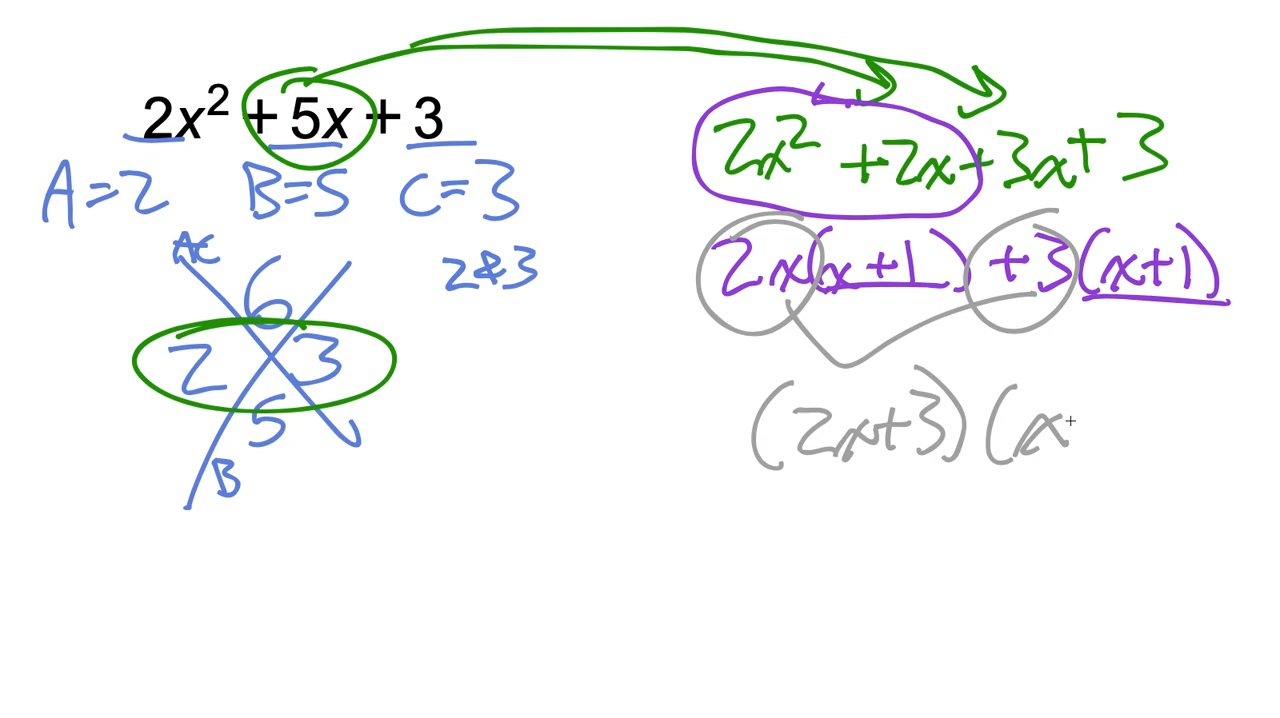 2x² + 5x + 3
A=2 B=5 C=3
AC
6
2 3
5
B
2&3
2x² +2x+3x+3
2x(x+1) +3(x+1)
(2x+3)(x